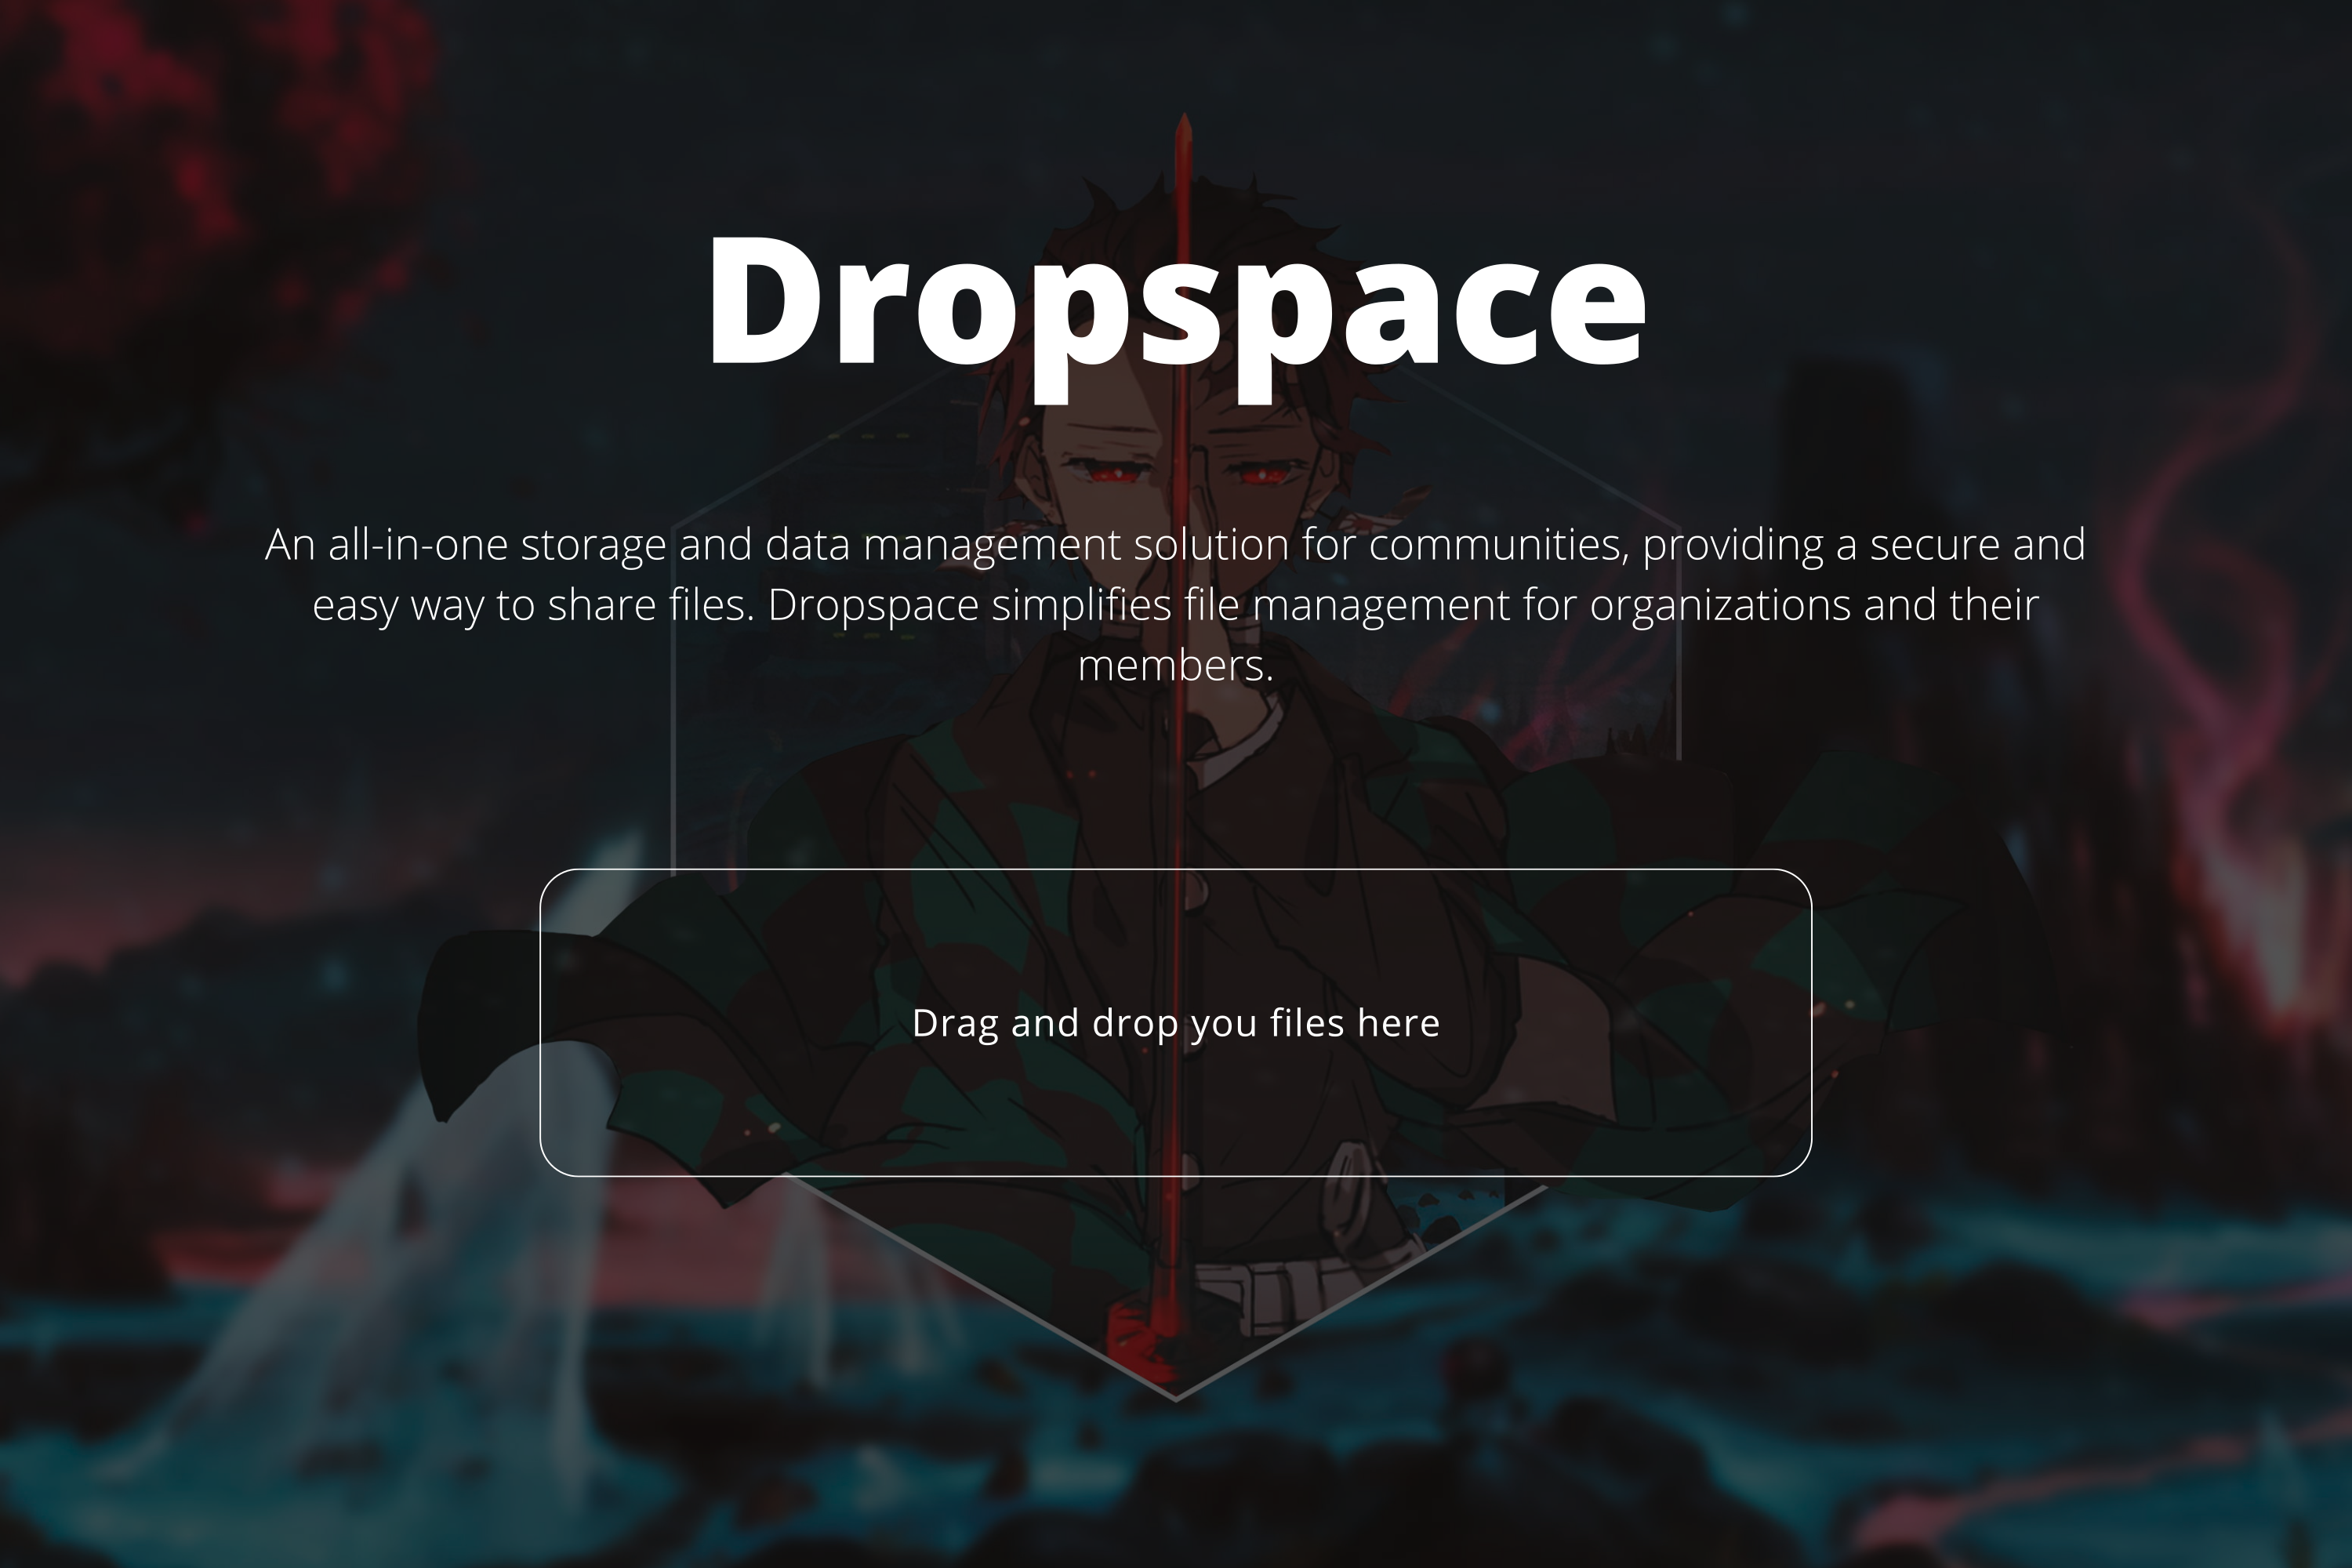 Dropspace
An all-in-one storage and data management solution for communities, providing a secure and
easy way to share files. Dropspace simplifies file management for organizations and their
members.
Drag and drop you files here